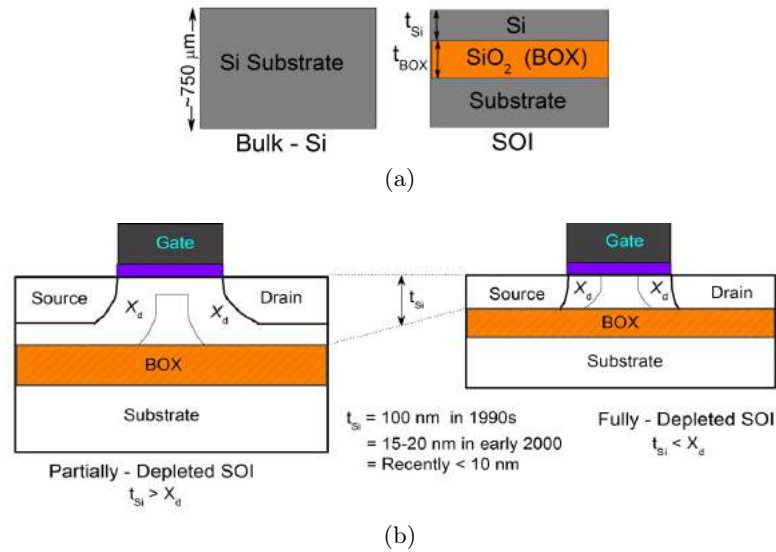 ~750 μm
Si Substrate
Bulk - Si
t_Si
Si
t_BOX
SiO₂ (BOX)
Substrate
SOI
(a)
Gate
Source
X_d
X_d
Drain
BOX
Substrate
Partially - Depleted SOI
t_Si > X_d
t_Si
t_Si = 100 nm in 1990s
= 15-20 nm in early 2000
= Recently < 10 nm
Gate
Source
X_d
X_d
Drain
BOX
Substrate
Fully - Depleted SOI
t_Si < X_d
(b)